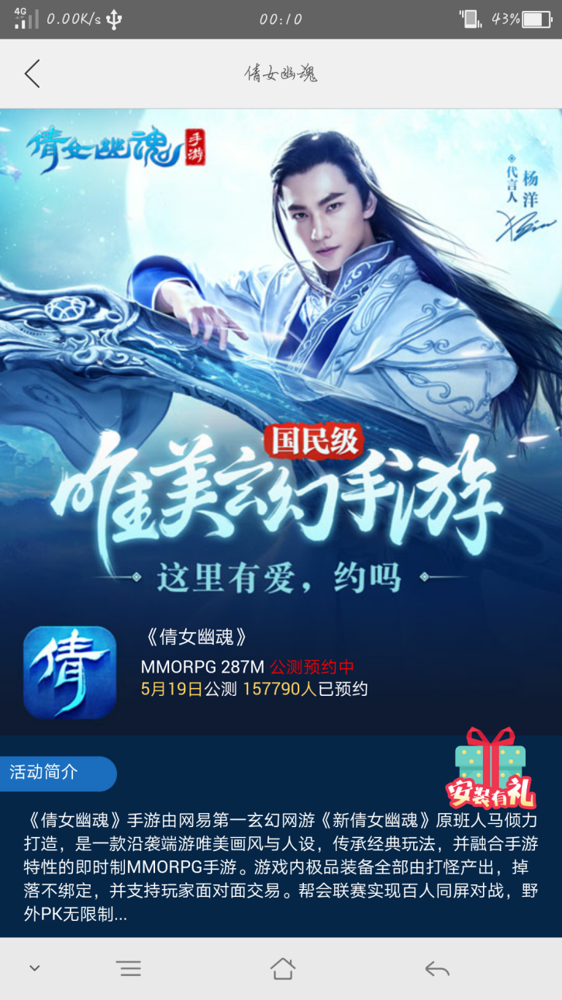 4G
0.00K/s
00:10
43%
倩女幽魂
倩女幽魂
手游
代言人
杨洋
国民级
唯美玄幻手游
这里有爱，约吗
倩
《倩女幽魂》
MMORPG 287M 公测预约中
5月19日公测 157790人已预约
活动简介
安装有礼
《倩女幽魂》手游由网易第一玄幻网游《新倩女幽魂》原班人马倾力
打造，是一款沿袭端游唯美画风与人设，传承经典玩法，并融合手游
特性的即时制MMORPG手游。游戏内极品装备全部由打怪产出，掉
落不绑定，并支持玩家面对面交易。帮会联赛实现百人同屏对战，野
外PK无限制...